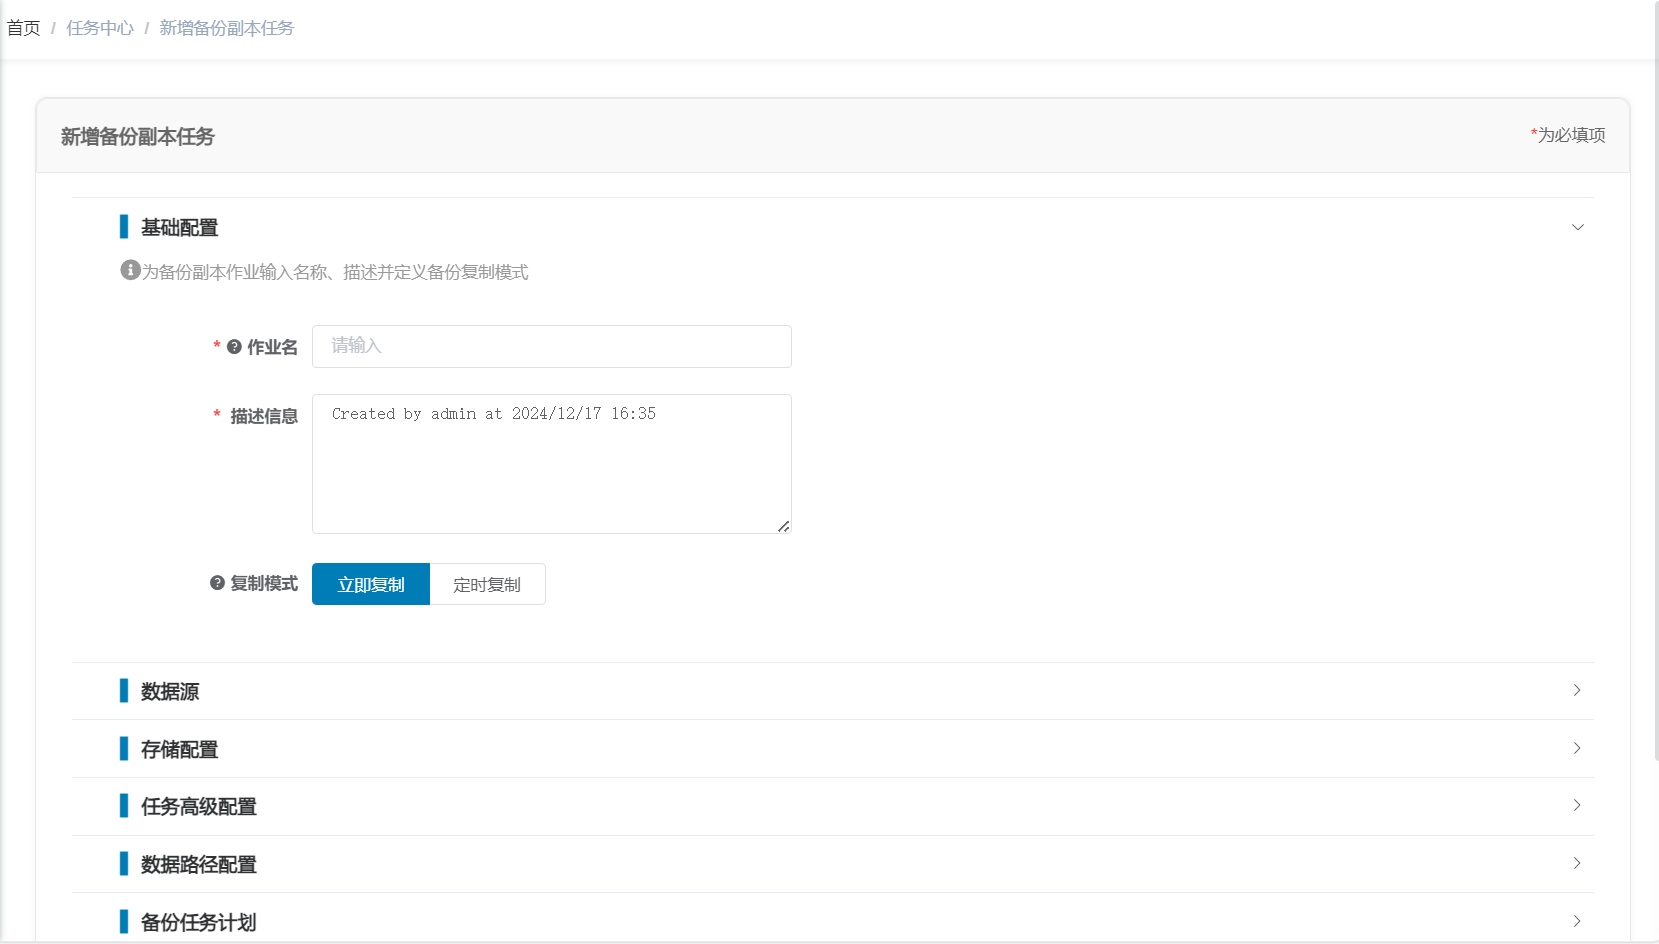 首页 / 任务中心 / 新增备份副本任务
新增备份副本任务
*为必填项
基础配置
为备份副本作业输入名称、描述并定义备份复制模式
* 作业名
请输入
* 描述信息
Created by admin at 2024/12/17 16:35
复制模式
立即复制 定时复制
数据源
存储配置
任务高级配置
数据路径配置
备份任务计划